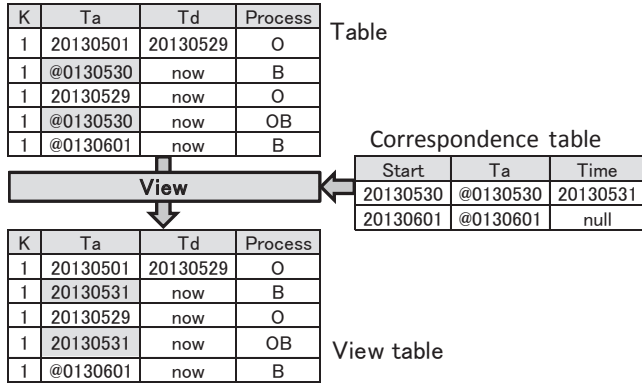 K Ta Td Process
1 20130501 20130529 O
1 @0130530 now B
1 20130529 now O
1 @0130530 now OB
1 @0130601 now B
Table
Correspondence table
Start Ta Time
20130530 @0130530 20130531
20130601 @0130601 null
View
K Ta Td Process
1 20130501 20130529 O
1 20130531 now B
1 20130529 now O
1 20130531 now OB
1 @0130601 now B
View table